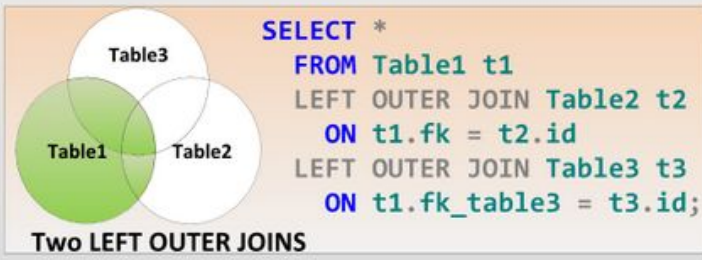 Table3
Table1
Table2
Two LEFT OUTER JOINS
SELECT *
FROM Table1 t1
LEFT OUTER JOIN Table2 t2
ON t1.fk = t2.id
LEFT OUTER JOIN Table3 t3
ON t1.fk_table3 = t3.id;